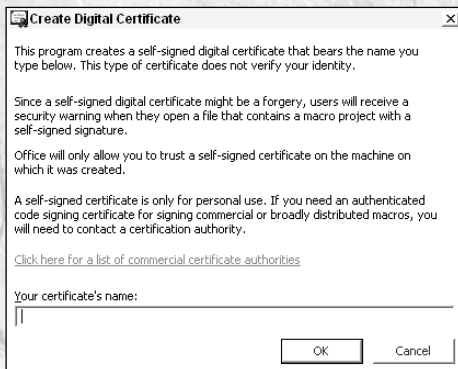 Create Digital Certificate
This program creates a self-signed digital certificate that bears the name you
type below. This type of certificate does not verify your identity.
Since a self-signed digital certificate might be a forgery, users will receive a
security warning when they open a file that contains a macro project with a
self-signed signature.
Office will only allow you to trust a self-signed certificate on the machine on
which it was created.
A self-signed certificate is only for personal use. If you need an authenticated
code signing certificate for signing commercial or broadly distributed macros, you
will need to contact a certification authority.
Click here for a list of commercial certificate authorities
Your certificate's name:
OK Cancel